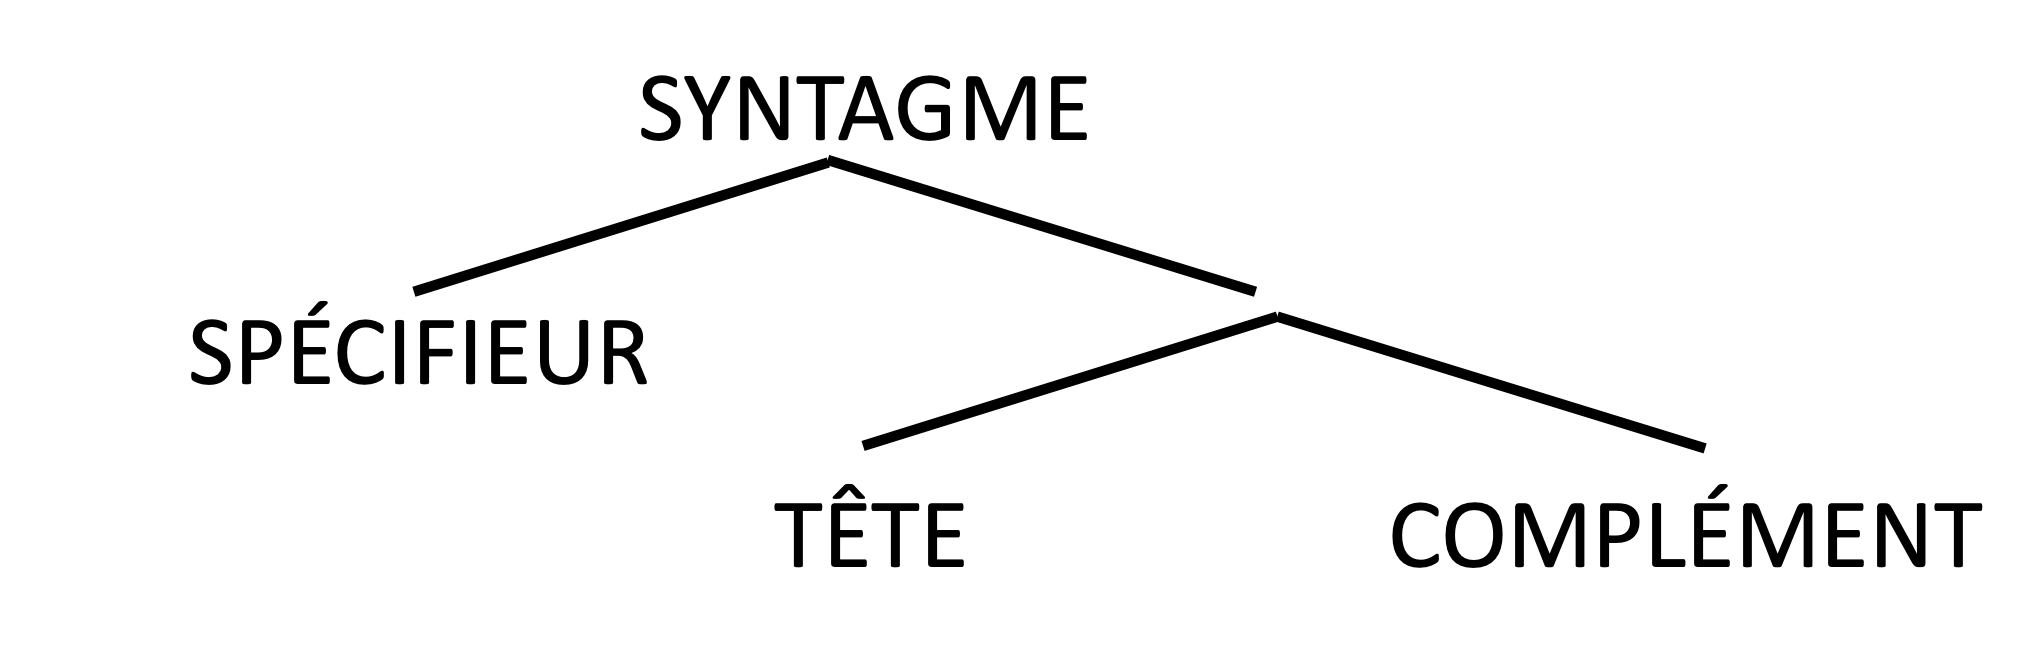 SYNTAGME
SPÉCIFIEUR
TÊTE
COMPLÉMENT